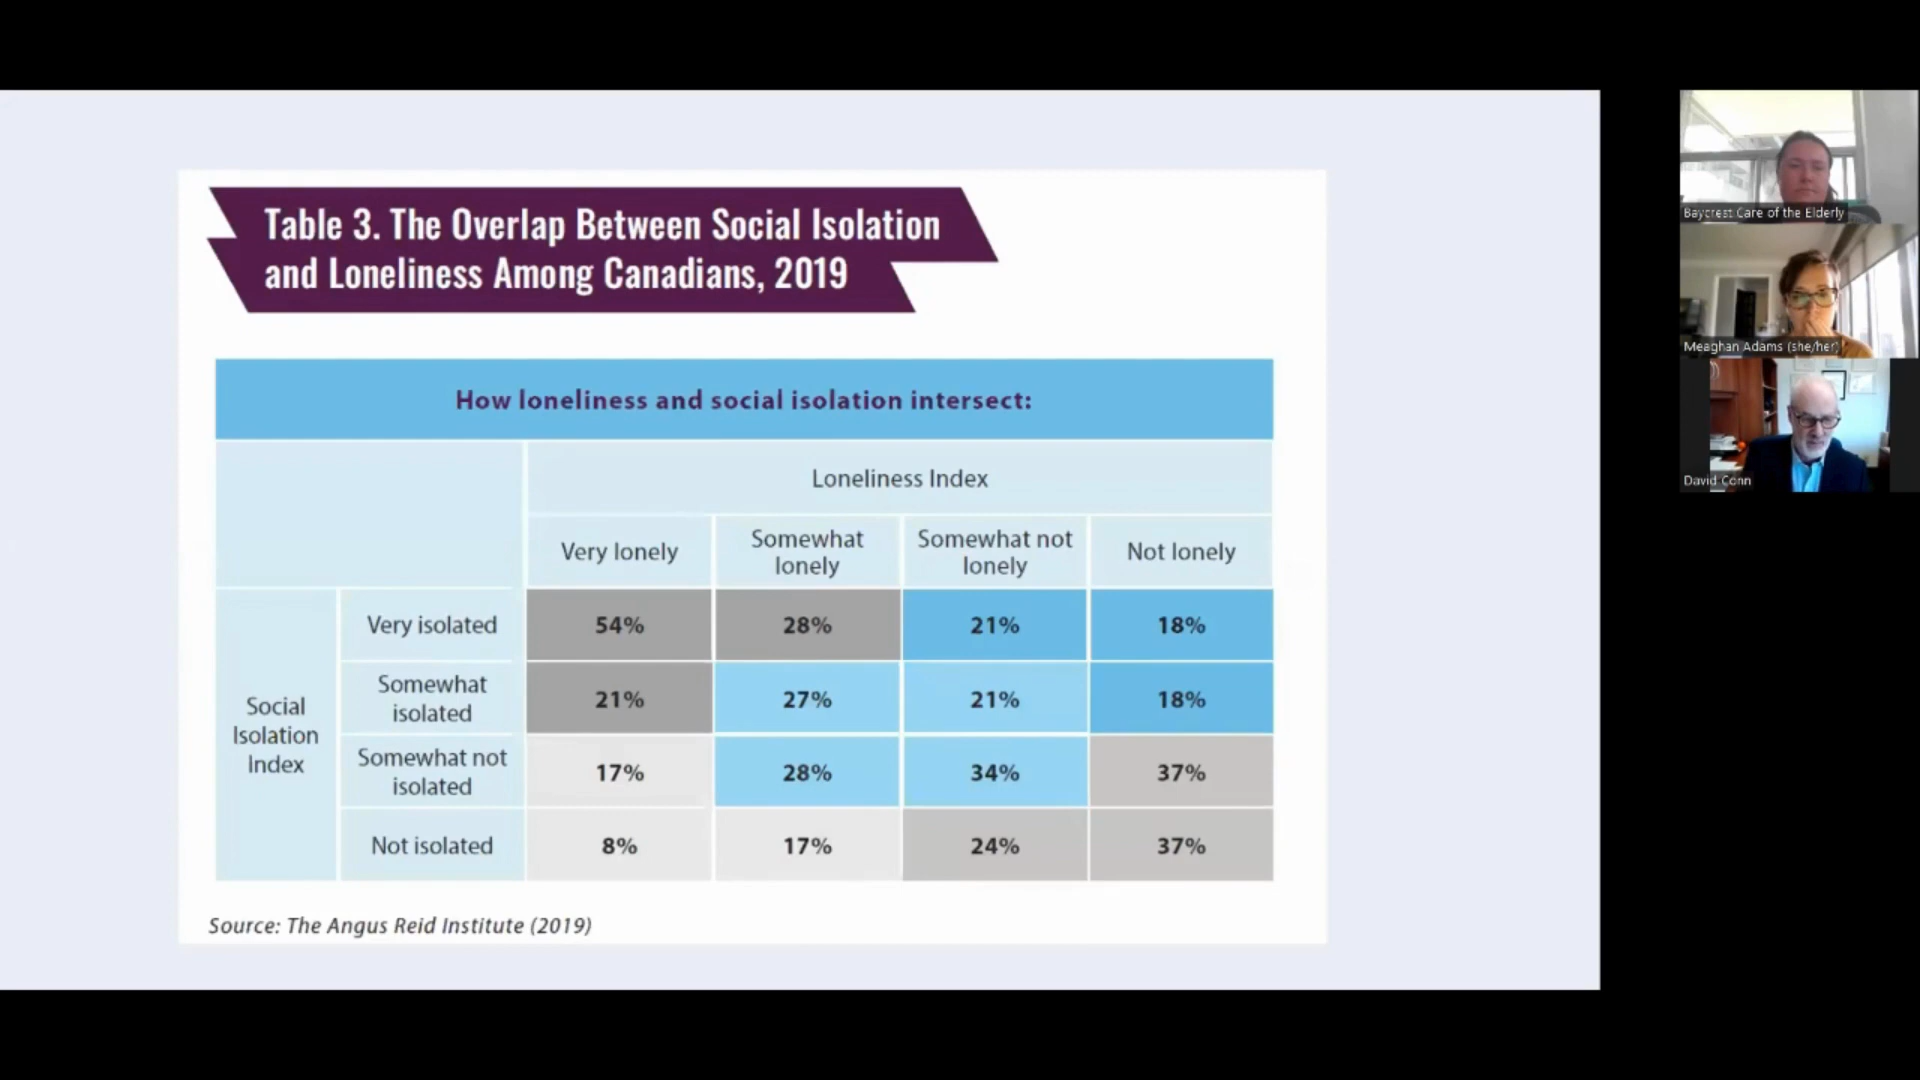 Table 3. The Overlap Between Social Isolation
and Loneliness Among Canadians, 2019
How loneliness and social isolation intersect:
Loneliness Index
Very lonely
Somewhat
lonely
Somewhat not
lonely
Not lonely
Social
Isolation
Index
Very isolated
54%
28%
21%
18%
Somewhat
isolated
21%
27%
21%
18%
Somewhat not
isolated
17%
28%
34%
37%
Not isolated
8%
17%
24%
37%
Source: The Angus Reid Institute (2019)
Baycrest Care of the Elderly
Meaghan Adams (she/her)
David Conn